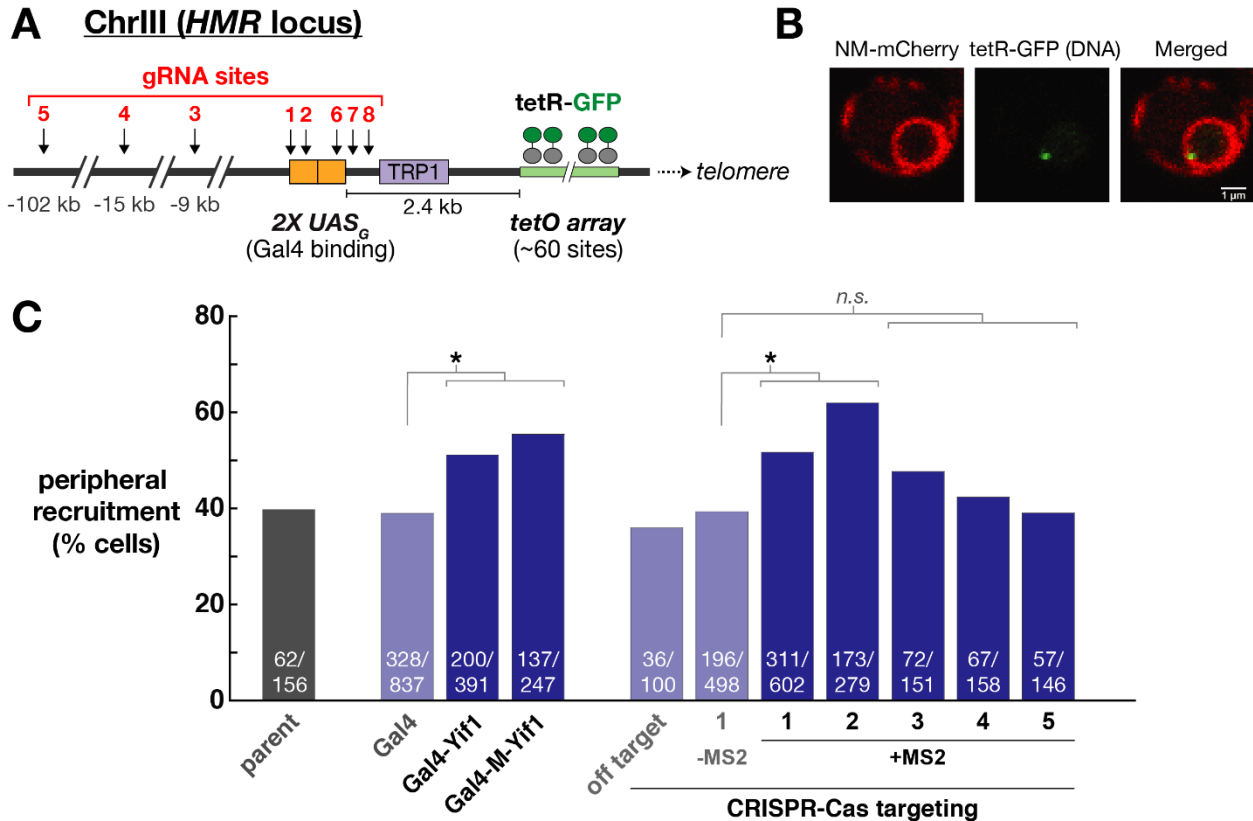 A ChrIII (HMR locus)
gRNA sites
5 4 3 1 2 6 7 8
tetR-GFP
TRP1
telomere
-102 kb -15 kb -9 kb
2.4 kb
2X UASG
(Gal4 binding)
tetO array
(~60 sites)
B
NM-mCherry tetR-GFP (DNA) Merged
1 µm
C
peripheral
recruitment
(% cells)
80
60
40
20
0
n.s.
* *
62/
156
328/
837
200/
391
137/
247
36/
100
196/
498
311/
602
173/
279
72/
151
67/
158
57/
146
parent
Gal4
Gal4-Yif1
Gal4-M-Yif1
off target
1 1 2 3 4 5
-MS2 +MS2
CRISPR-Cas targeting